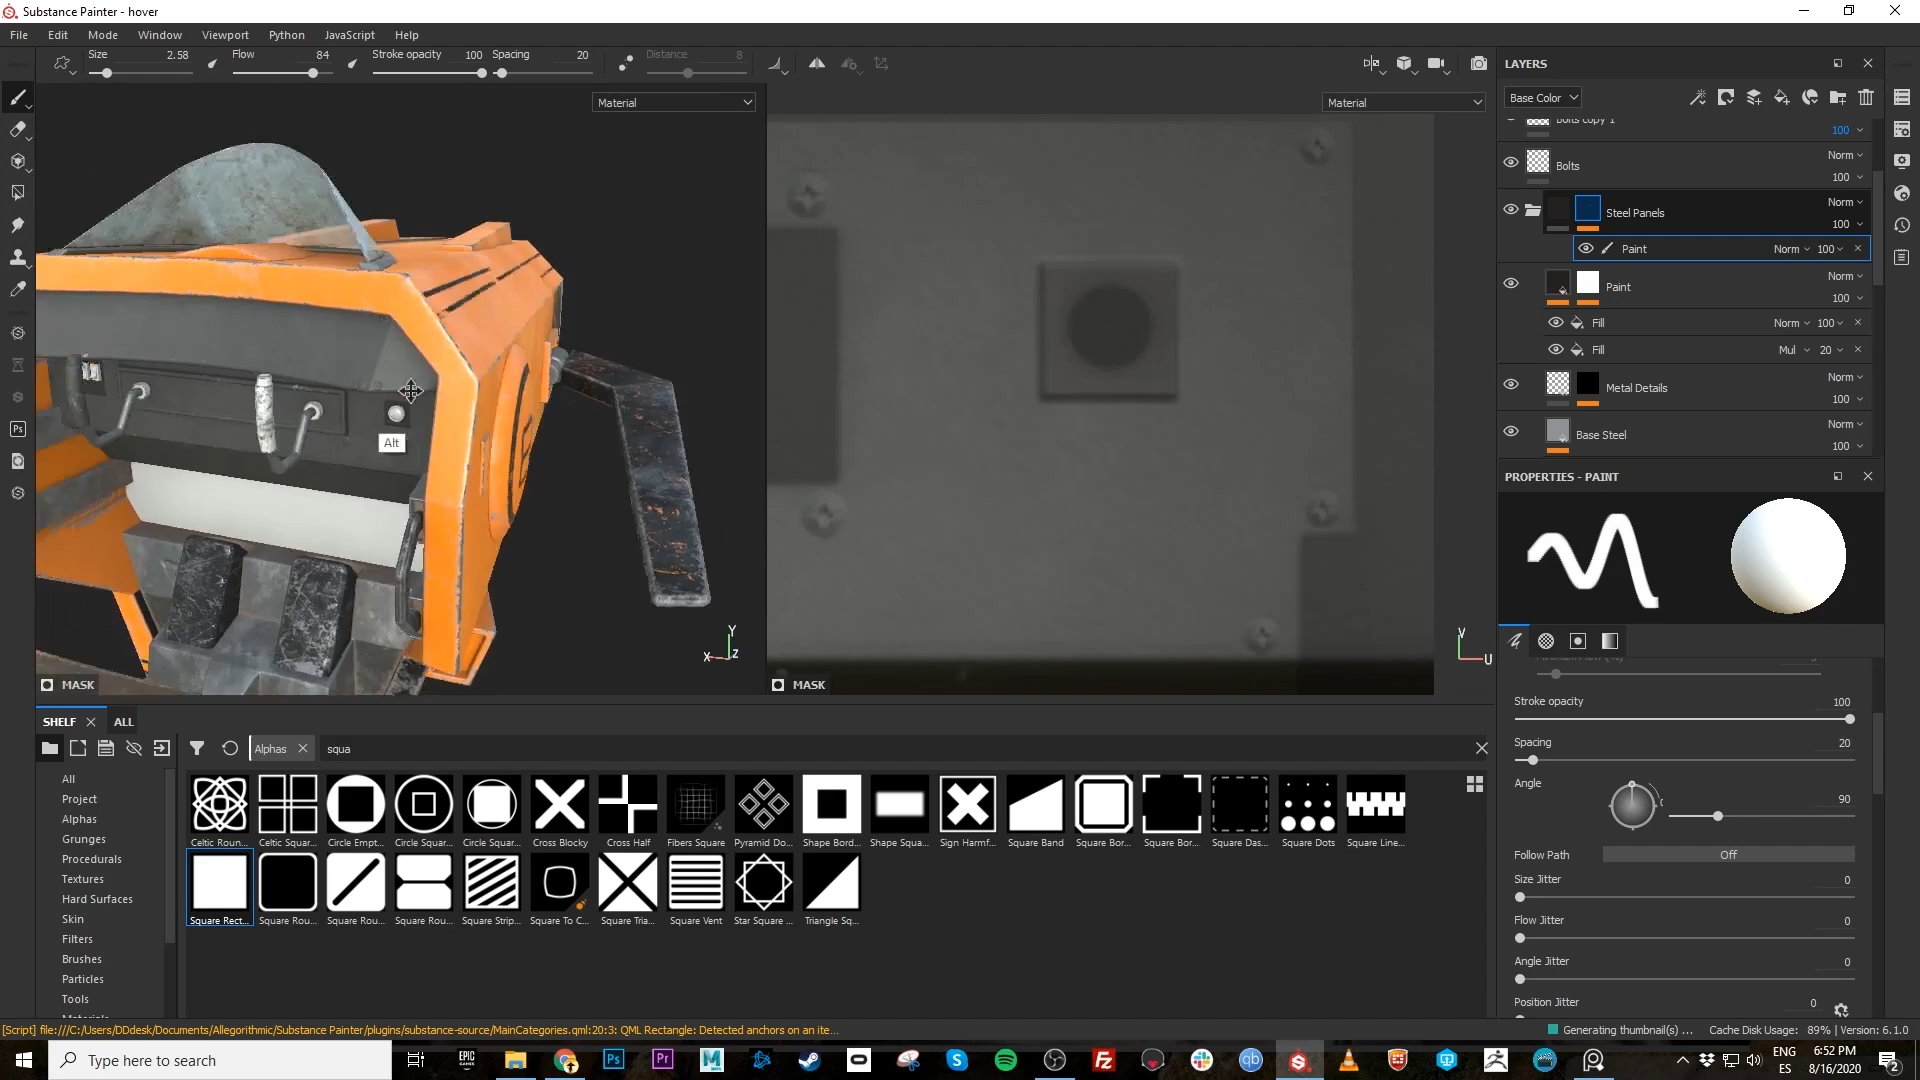 Substance Painter - hover
File Edit Mode Window Viewport Python JavaScript Help
Size 2.58 Flow 84 Stroke opacity 100 Spacing 20 Distance 8
Material
Material
Alt
Y
X Z
V
U
MASK
MASK
LAYERS
Base Color
Bolts copy 1
100
Bolts Norm
100
Steel Panels Norm
100
Paint Norm 100
Paint Norm
100
Fill Norm 100
Fill Mul 20
Metal Details Norm
100
Base Steel Norm
100
PROPERTIES - PAINT
Stroke opacity 100
Spacing 20
Angle 90
Follow Path Off
Size Jitter 0
Flow Jitter 0
Angle Jitter 0
Position Jitter 0
SHELF ALL
Alphas squa
All
Project
Alphas
Grunges
Procedurals
Textures
Hard Surfaces
Skin
Filters
Brushes
Particles
Tools
Celtic Roun... Celtic Squar... Circle Empt... Circle Squar... Circle Squar... Cross Blocky Cross Half Fibers Square Pyramid Do... Shape Bord... Shape Squa... Sign Harmf... Square Band Square Bor... Square Bor... Square Das... Square Dots Square Line...
Square Rect... Square Rou... Square Rou... Square Rou... Square Strip... Square To C... Square Tria... Square Vent Star Square ... Triangle Sq...
[Script] file:///C:/Users/DDdesk/Documents/Allegorithmic/Substance Painter/plugins/substance-source/MainCategories.qml:20:3: QML Rectangle: Detected anchors on an ite...
Generating thumbnail(s) ... Cache Disk Usage: 89% | Version: 6.1.0
Type here to search
EPIC GAMES
Ps
Pr
ENG
ES
6:52 PM
8/16/2020
2